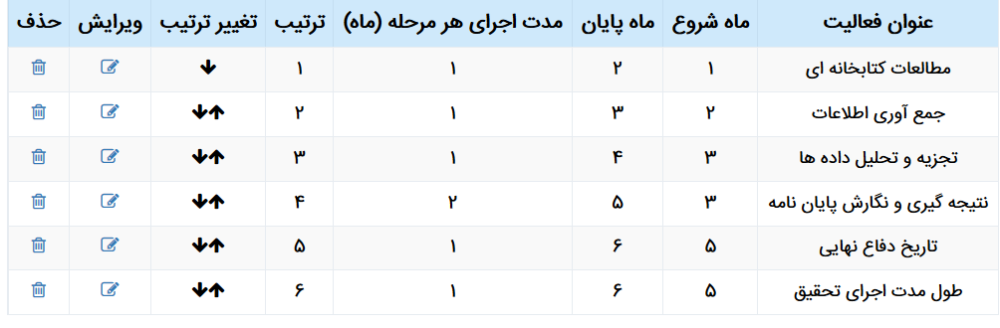 عنوان فعالیت ماه شروع ماه پایان مدت اجرای هر مرحله (ماه) ترتیب تغییر ترتیب ویرایش حذف
مطالعات کتابخانه ای ۱ ۲ ۱ ۱
جمع آوری اطلاعات ۲ ۳ ۱ ۲
تجزیه و تحلیل داده ها ۳ ۴ ۱ ۳
نتیجه گیری و نگارش پایان نامه ۳ ۵ ۲ ۴
تاریخ دفاع نهایی ۵ ۶ ۱ ۵
طول مدت اجرای تحقیق ۵ ۶ ۱ ۶